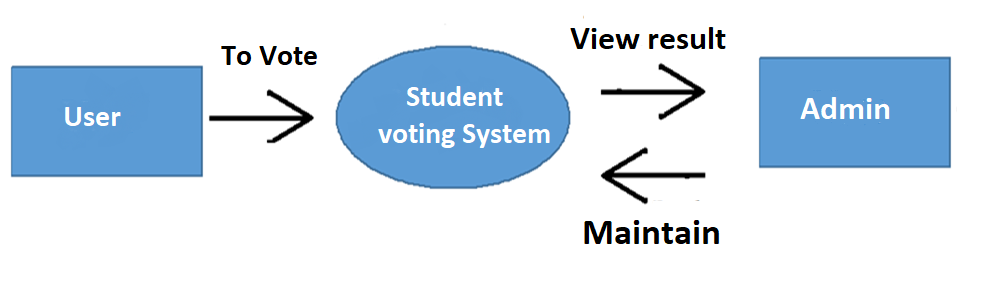 To Vote
View result
User
Student
voting System
Admin
Maintain